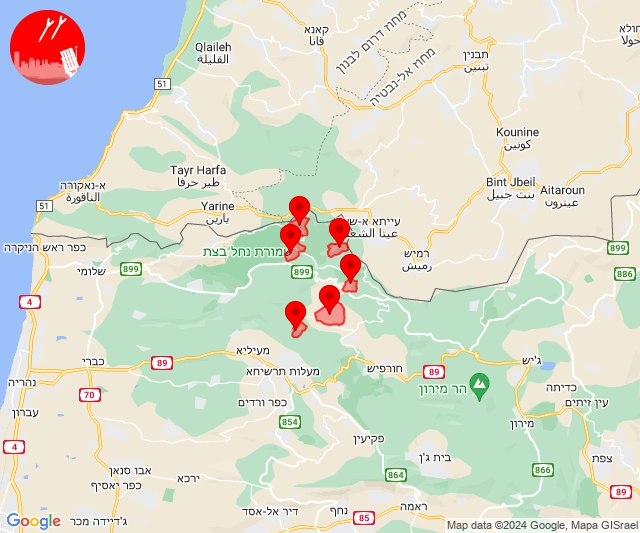 קאנא
قانا
מחוז דרום לבנון
Qlaileh
القليلة
תבנין
تبنين
חולא
حولا
51
מחוז אל-נבטיה
Kounine
كونين
Tayr Harfa
طير حرفا
א-נאקורה
الناقورة
Bint Jbeil
بنت جبيل
Aitaroun
عيترون
51
Yarine
يارين
עייתא א-ש
عيتا الشع
רמיש
رميش
כפר ראש הניקרה
שמורת נחל בצת
899
שלומי
899
899
886
4
89
מעיליא
כברי
ג'יש
89
חורפיש
מעלות תרשיחא
נהריה
70
הר מירון
כדיתה
עין זיתים
כפר ורדים
עברון
854
מירון
4
פקיעין
בית ג'ן
צפת
אבו סנאן
כפר יאסיף
ירכא
864
866
89
ג'דיידה מכר
דיר אל-אסד
נחף
85
ראמה
Google
Map data ©2024 Google, Mapa GISrael